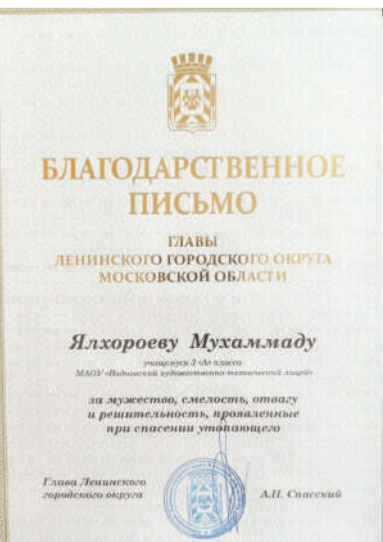 БЛАГОДАРСТВЕННОЕ
ПИСЬМО
ГЛАВЫ
ЛЕНИНСКОГО ГОРОДСКОГО ОКРУГА
МОСКОВСКОЙ ОБЛАСТИ
Ялхороеву Мухаммаду
учащемуся 3 «А» класса
МАОУ «Видновский художественно-технический лицей»
за мужество, смелость, отвагу
и решительность, проявленные
при спасении утопающего
Глава Ленинского
городского округа
А.П. Спасский